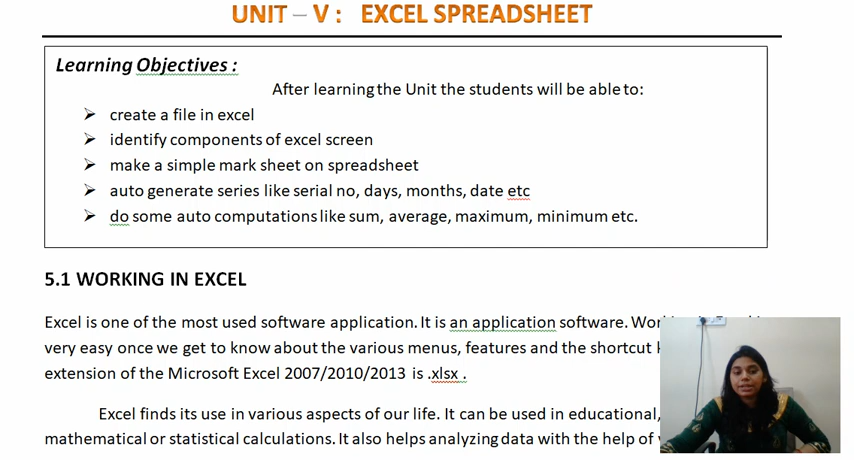 UNIT – V : EXCEL SPREADSHEET
Learning Objectives :
After learning the Unit the students will be able to:
➢ create a file in excel
➢ identify components of excel screen
➢ make a simple mark sheet on spreadsheet
➢ auto generate series like serial no, days, months, date etc
➢ do some auto computations like sum, average, maximum, minimum etc.
5.1 WORKING IN EXCEL
Excel is one of the most used software application. It is an application software.
very easy once we get to know about the various menus, features and the shortcut
extension of the Microsoft Excel 2007/2010/2013 is .xlsx .
Excel finds its use in various aspects of our life. It can be used in educational,
mathematical or statistical calculations. It also helps analyzing data with the help of